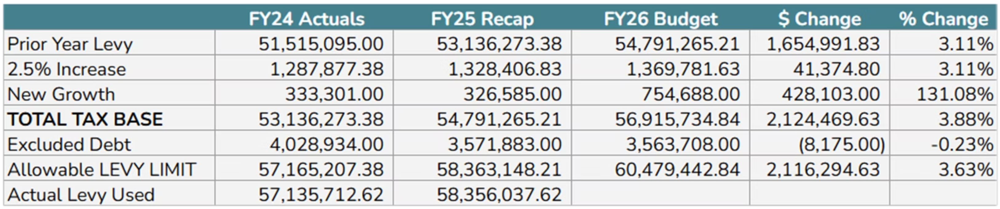 FY24 Actuals FY25 Recap FY26 Budget $ Change % Change
Prior Year Levy 51,515,095.00 53,136,273.38 54,791,265.21 1,654,991.83 3.11%
2.5% Increase 1,287,877.38 1,328,406.83 1,369,781.63 41,374.80 3.11%
New Growth 333,301.00 326,585.00 754,688.00 428,103.00 131.08%
TOTAL TAX BASE 53,136,273.38 54,791,265.21 56,915,734.84 2,124,469.63 3.88%
Excluded Debt 4,028,934.00 3,571,883.00 3,563,708.00 (8,175.00) -0.23%
Allowable LEVY LIMIT 57,165,207.38 58,363,148.21 60,479,442.84 2,116,294.63 3.63%
Actual Levy Used 57,135,712.62 58,356,037.62